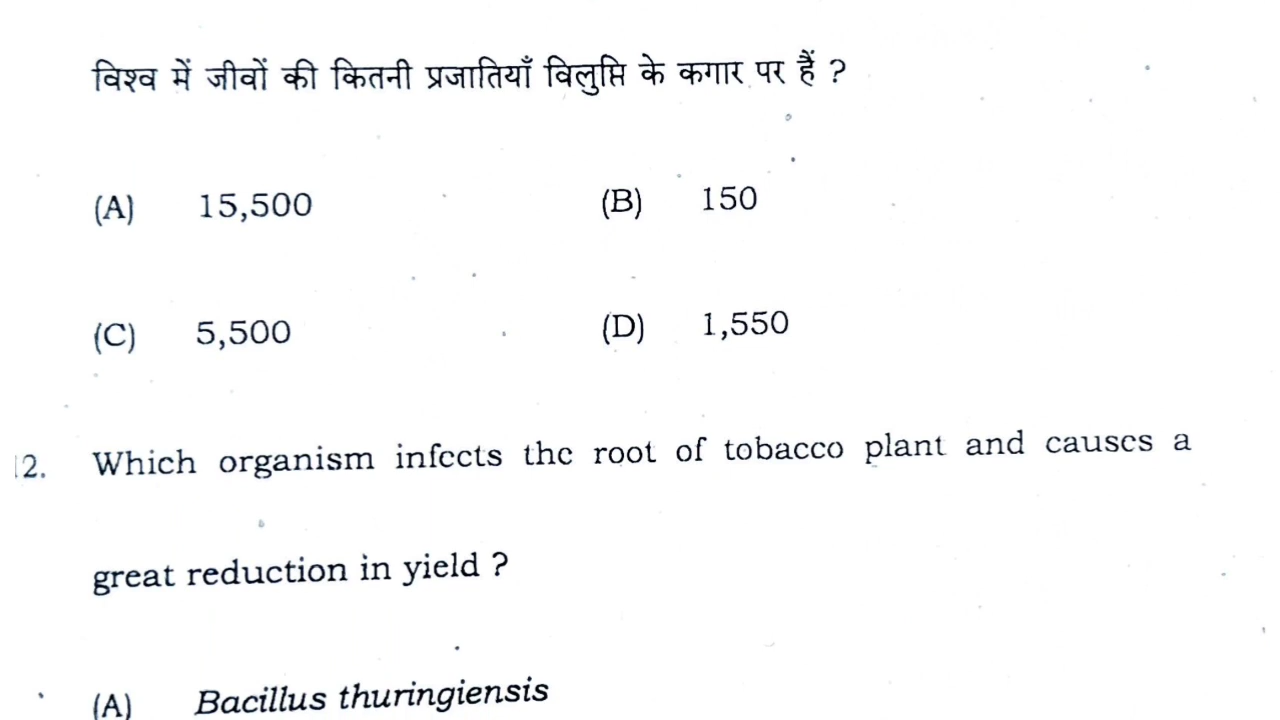 विश्व में जीवों की कितनी प्रजातियाँ विलुप्ति के कगार पर हैं ?
(A) 15,500 (B) 150
(C) 5,500 (D) 1,550
12. Which organism infects the root of tobacco plant and causes a
great reduction in yield ?
(A) Bacillus thuringiensis